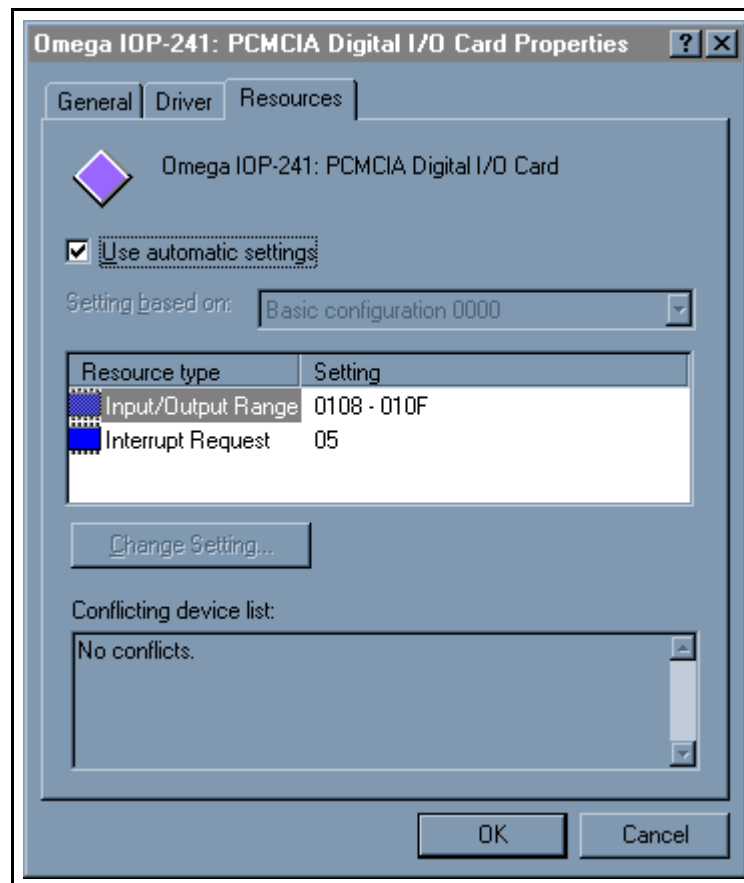 Omega IOP-241: PCMCIA Digital I/O Card Properties
General Driver Resources
Omega IOP-241: PCMCIA Digital I/O Card
Use automatic settings
Setting based on: Basic configuration 0000
Resource type Setting
Input/Output Range 0108 - 010F
Interrupt Request 05
Change Setting...
Conflicting device list:
No conflicts.
OK Cancel